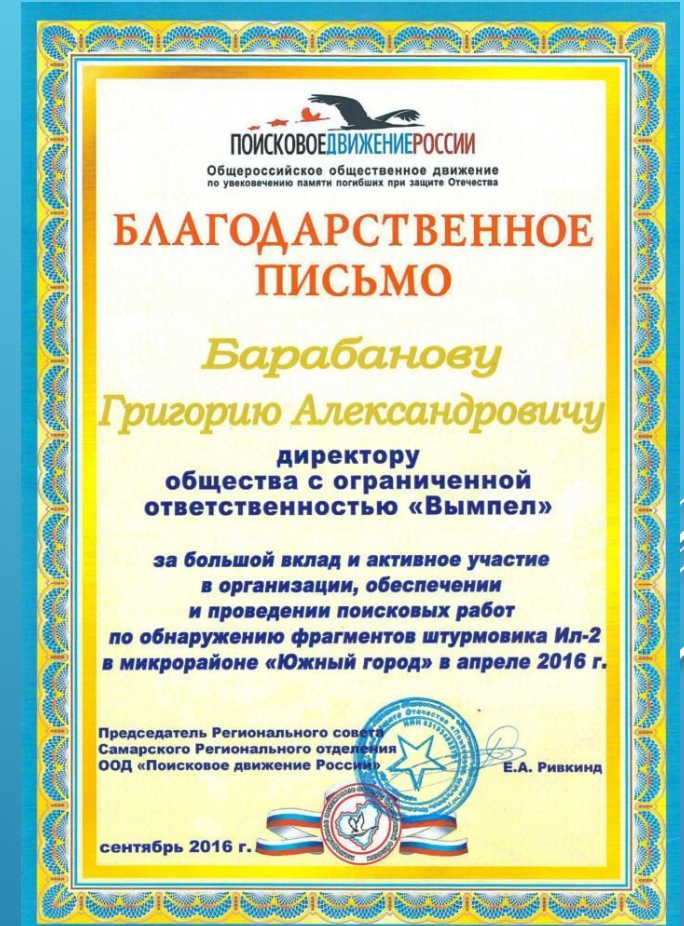 ПОИСКОВОЕДВИЖЕНИЕРОССИИ
Общероссийское общественное движение
по увековечению памяти погибших при защите Отечества
БЛАГОДАРСТВЕННОЕ
ПИСЬМО
Барабанову
Григорию Александровичу
директору
общества с ограниченной
ответственностью «Вымпел»
за большой вклад и активное участие
в организации, обеспечении
и проведении поисковых работ
по обнаружению фрагментов штурмовика Ил-2
в микрорайоне «Южный город» в апреле 2016 г.
Председатель Регионального совета
Самарского Регионального отделения
ООД «Поисковое движение России»
Е.А. Ривкинд
сентябрь 2016 г.